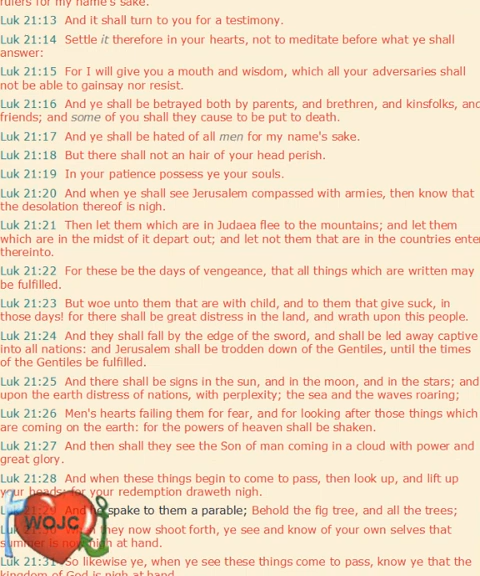 rulers for my name's sake.
Luk 21:13 And it shall turn to you for a testimony.
Luk 21:14 Settle it therefore in your hearts, not to meditate before what ye shall
answer:
Luk 21:15 For I will give you a mouth and wisdom, which all your adversaries shall
not be able to gainsay nor resist.
Luk 21:16 And ye shall be betrayed both by parents, and brethren, and kinsfolks, and
friends; and some of you shall they cause to be put to death.
Luk 21:17 And ye shall be hated of all men for my name's sake.
Luk 21:18 But there shall not an hair of your head perish.
Luk 21:19 In your patience possess ye your souls.
Luk 21:20 And when ye shall see Jerusalem compassed with armies, then know that
the desolation thereof is nigh.
Luk 21:21 Then let them which are in Judaea flee to the mountains; and let them
which are in the midst of it depart out; and let not them that are in the countries enter
thereinto.
Luk 21:22 For these be the days of vengeance, that all things which are written may
be fulfilled.
Luk 21:23 But woe unto them that are with child, and to them that give suck, in
those days! for there shall be great distress in the land, and wrath upon this people.
Luk 21:24 And they shall fall by the edge of the sword, and shall be led away captive
into all nations: and Jerusalem shall be trodden down of the Gentiles, until the times
of the Gentiles be fulfilled.
Luk 21:25 And there shall be signs in the sun, and in the moon, and in the stars; and
upon the earth distress of nations, with perplexity; the sea and the waves roaring;
Luk 21:26 Men's hearts failing them for fear, and for looking after those things which
are coming on the earth: for the powers of heaven shall be shaken.
Luk 21:27 And then shall they see the Son of man coming in a cloud with power and
great glory.
Luk 21:28 And when these things begin to come to pass, then look up, and lift up
your heads; for your redemption draweth nigh.
21:29 And he spake to them a parable; Behold the fig tree, and all the trees;
they now shoot forth, ye see and know of your own selves that
summer is now nigh at hand.
Luk 21:31 So likewise ye, when ye see these things come to pass, know ye that the
kingdom of God is nigh at hand.
WOJC